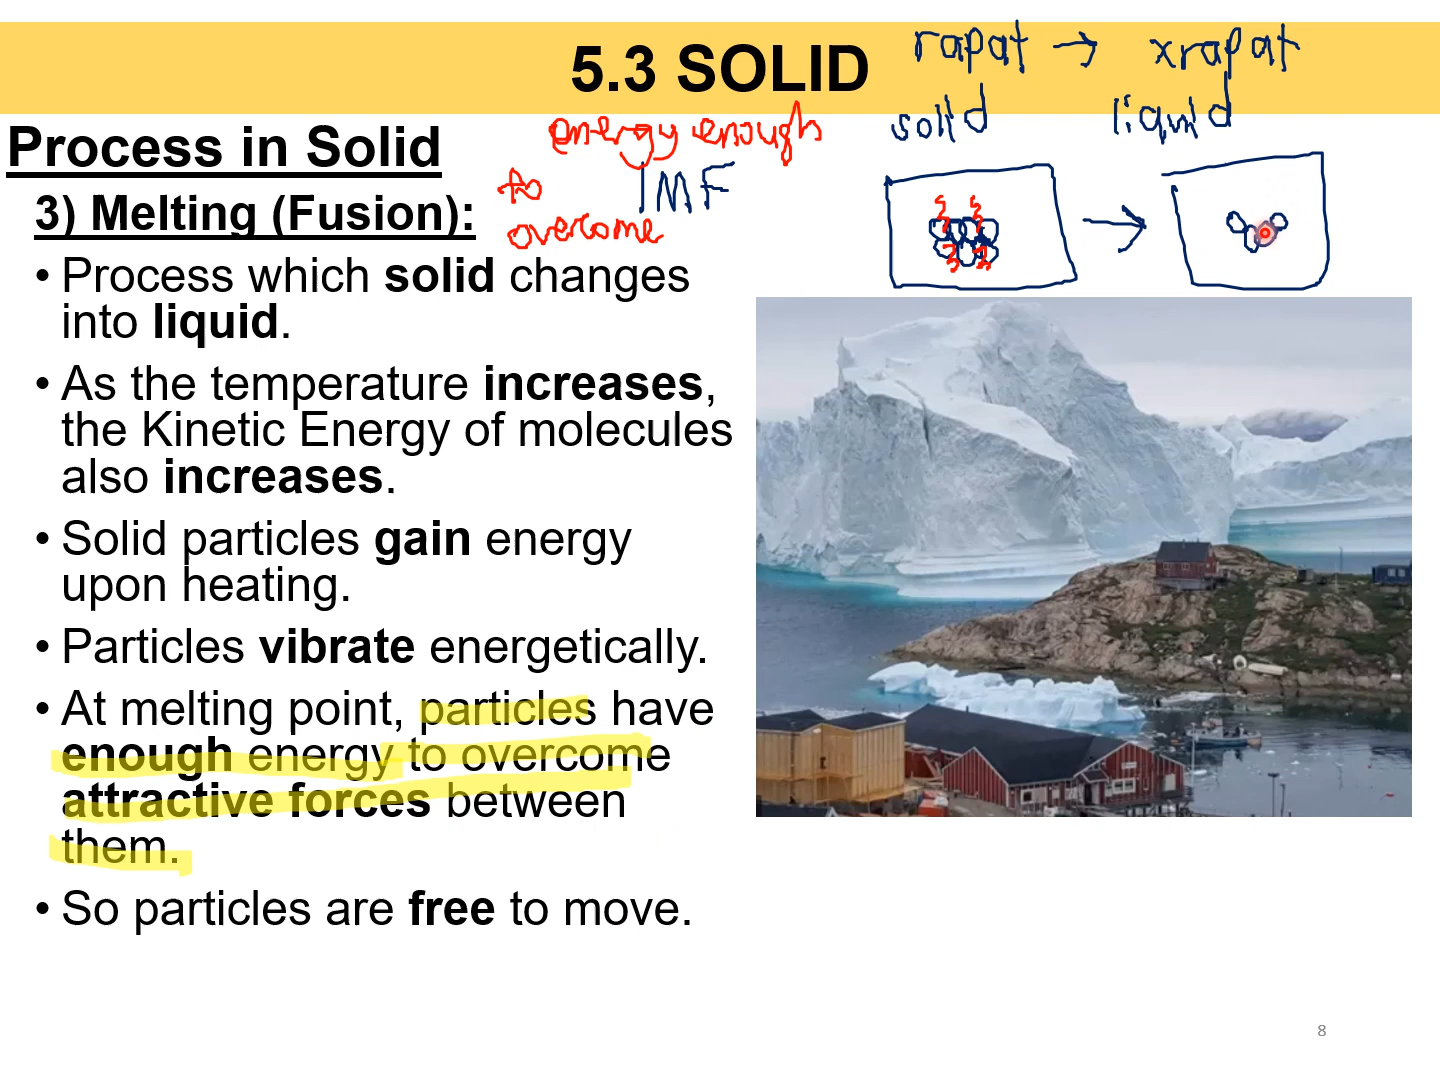 5.3 SOLID
rapat → xrapat
solid liquid
Process in Solid
energy enough
to IMF
overcome
3) Melting (Fusion):
• Process which solid changes
into liquid.
• As the temperature increases,
the Kinetic Energy of molecules
also increases.
• Solid particles gain energy
upon heating.
• Particles vibrate energetically.
• At melting point, particles have
enough energy to overcome
attractive forces between
them.
• So particles are free to move.
8